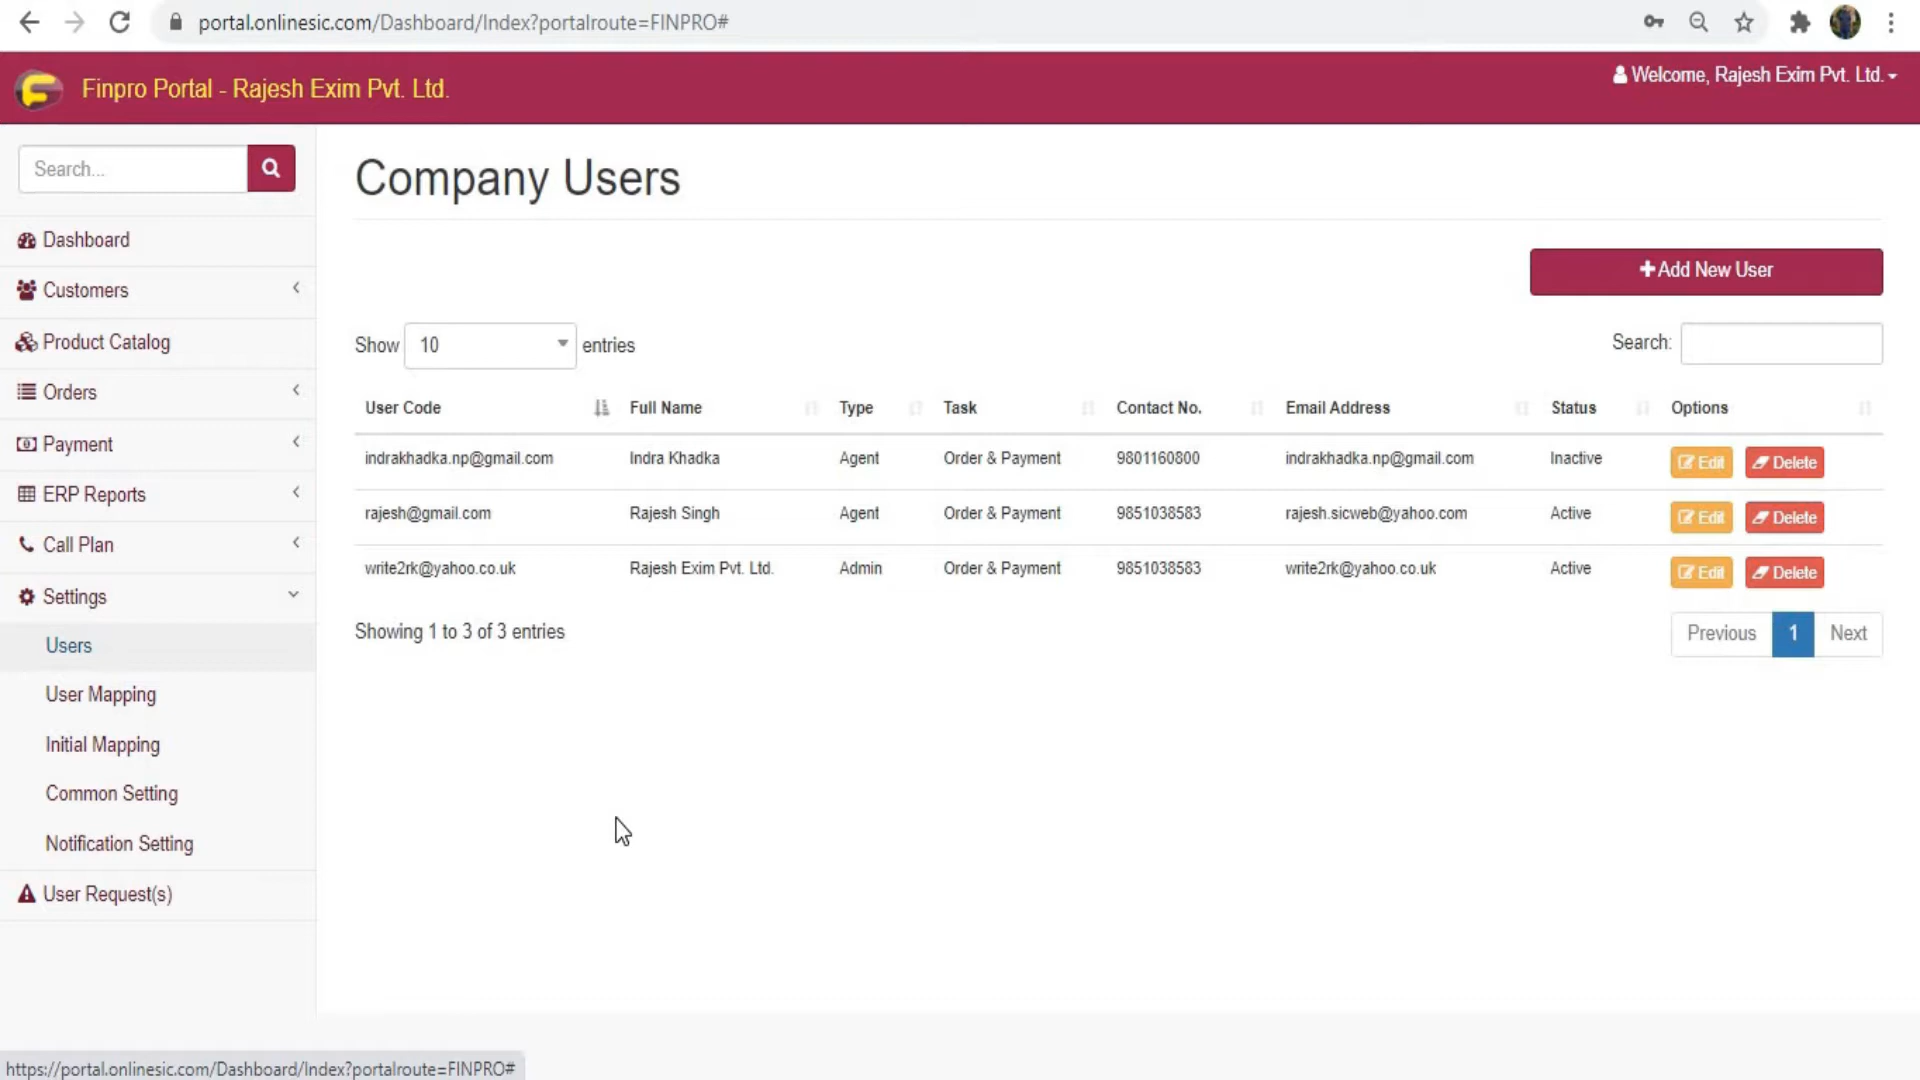 portal.onlinesic.com/Dashboard/Index?portalroute=FINPRO#
Finpro Portal - Rajesh Exim Pvt. Ltd.
Welcome, Rajesh Exim Pvt. Ltd.
Search...
Dashboard
Customers
Product Catalog
Orders
Payment
ERP Reports
Call Plan
Settings
Users
User Mapping
Initial Mapping
Common Setting
Notification Setting
User Request(s)
Company Users
Add New User
Show 10 entries
Search:
User Code Full Name Type Task Contact No. Email Address Status Options
indrakhadka.np@gmail.com Indra Khadka Agent Order & Payment 9801160800 indrakhadka.np@gmail.com Inactive Edit Delete
rajesh@gmail.com Rajesh Singh Agent Order & Payment 9851038583 rajesh.sicweb@yahoo.com Active Edit Delete
write2rk@yahoo.co.uk Rajesh Exim Pvt. Ltd. Admin Order & Payment 9851038583 write2rk@yahoo.co.uk Active Edit Delete
Showing 1 to 3 of 3 entries
Previous 1 Next
https://portal.onlinesic.com/Dashboard/Index?portalroute=FINPRO#